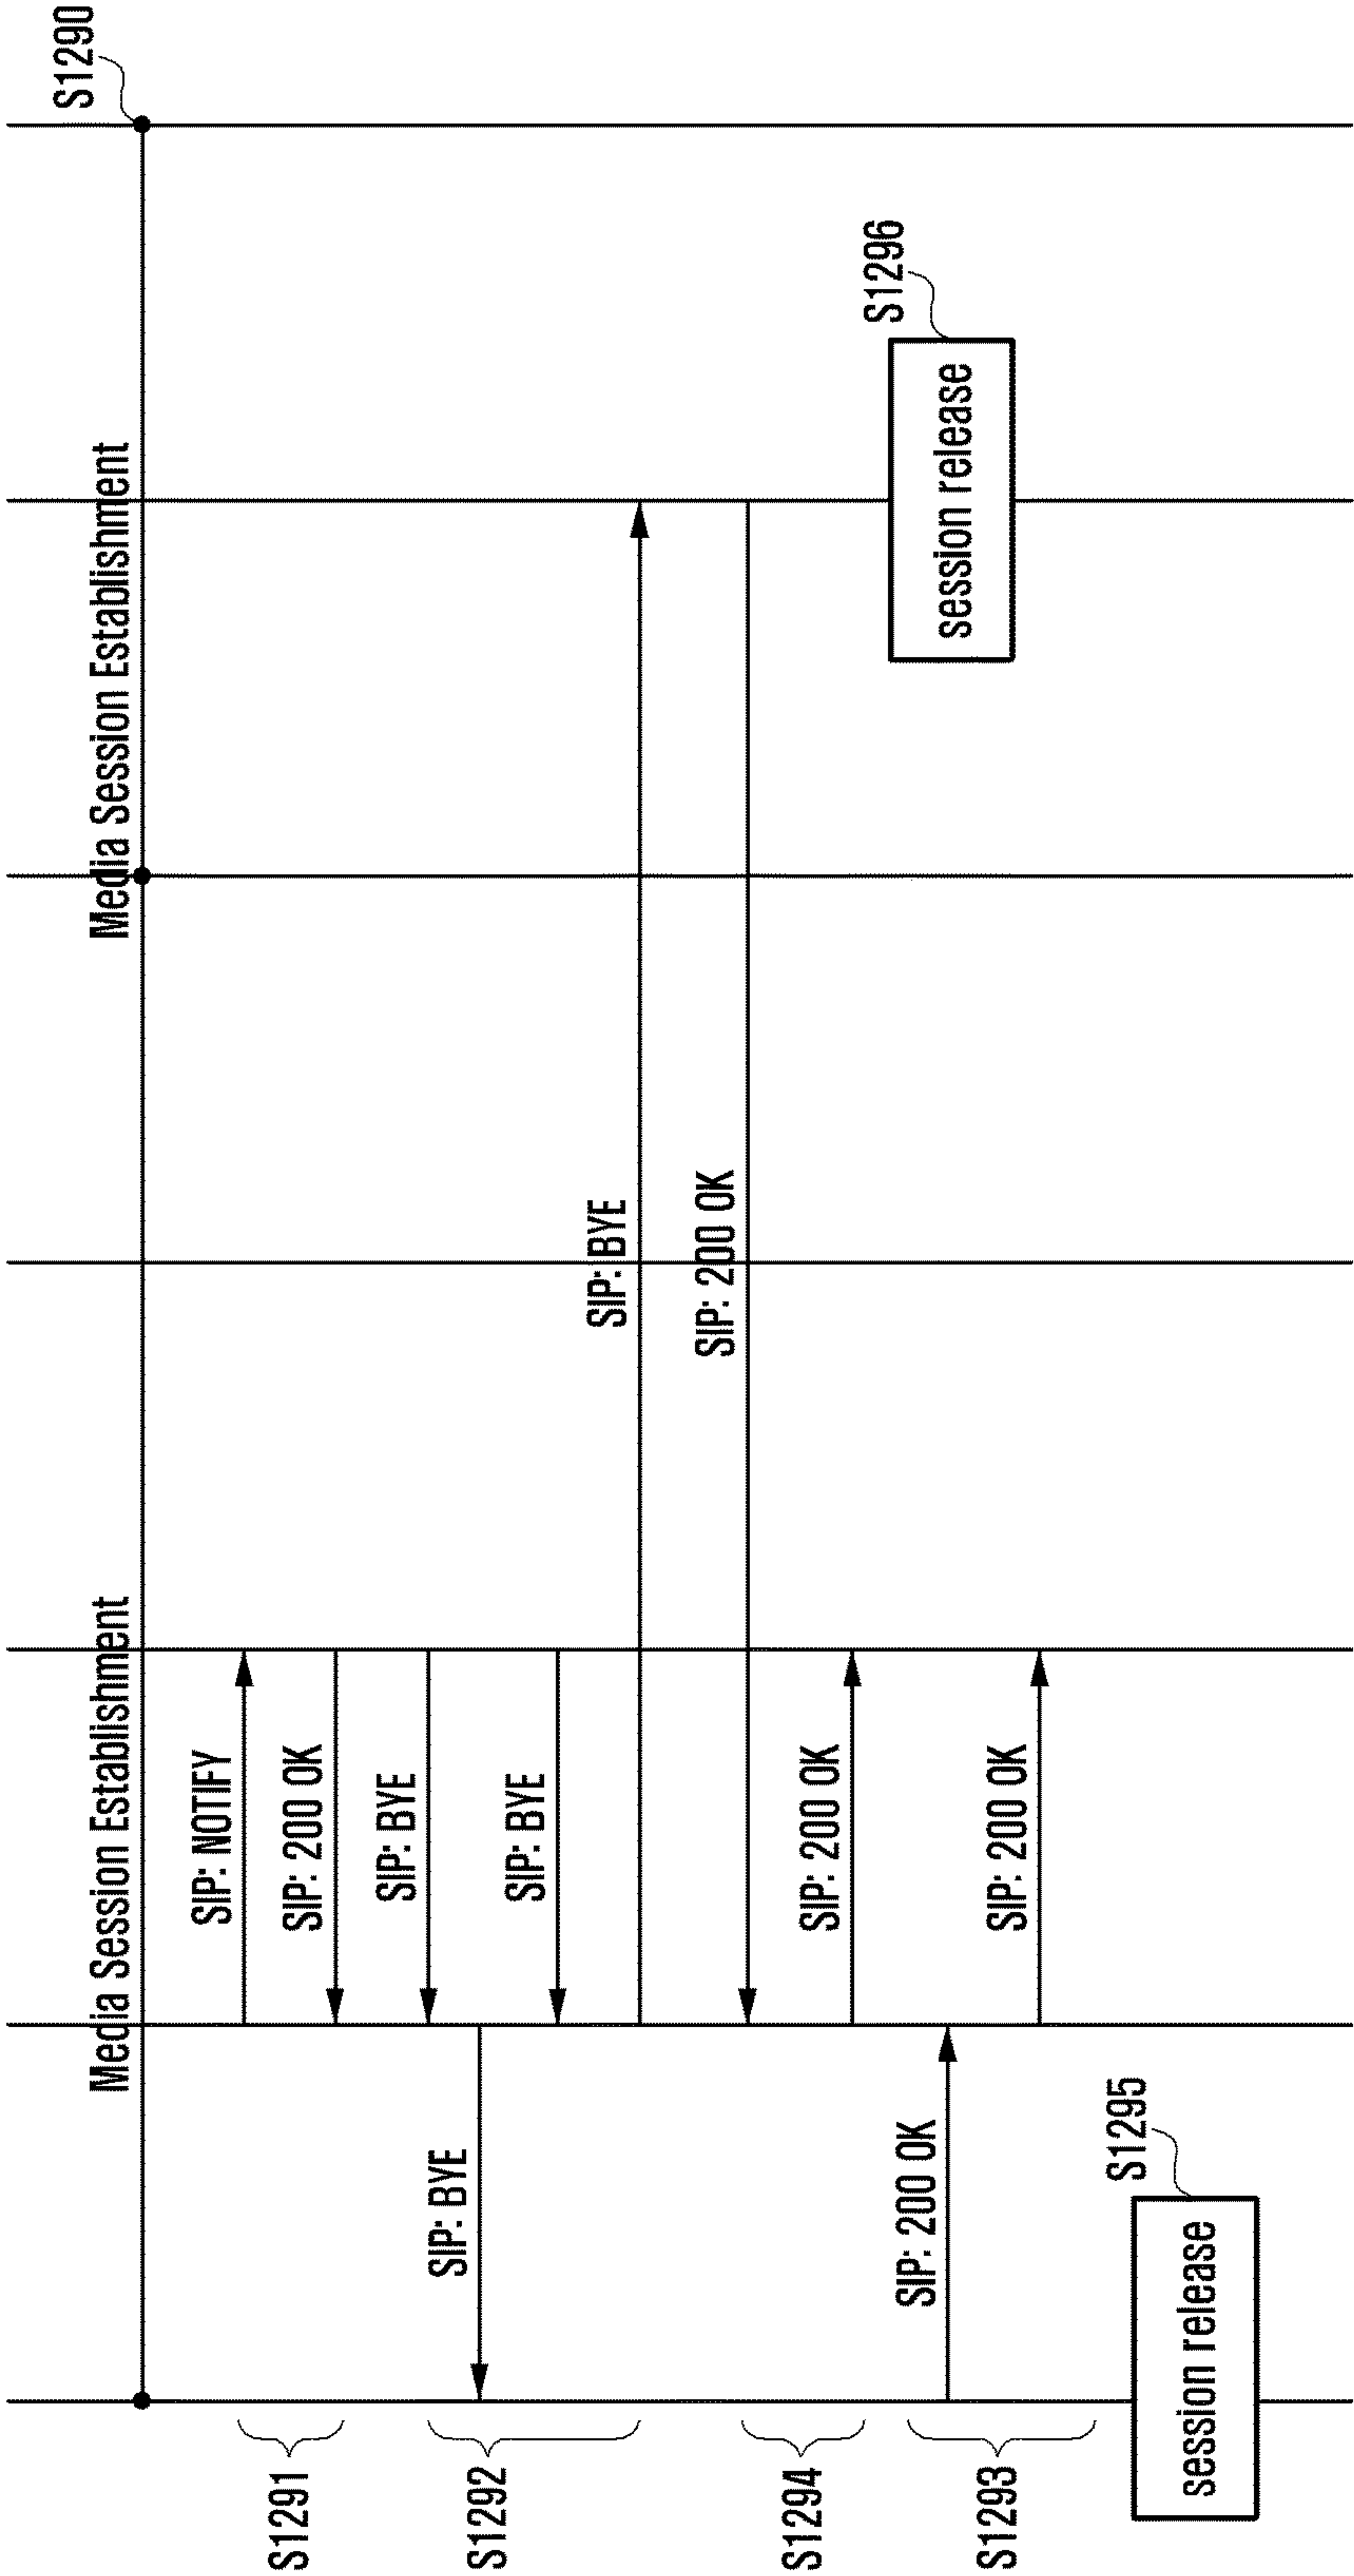 S1290
Media Session Establishment
Media Session Establishment
SIP: NOTIFY
S1291
SIP: 200 OK
SIP: BYE
SIP: BYE
S1292
SIP: BYE
SIP: BYE
SIP: 200 OK
SIP: 200 OK
S1294
session release
S1296
SIP: 200 OK
S1293
SIP: 200 OK
session release
S1295